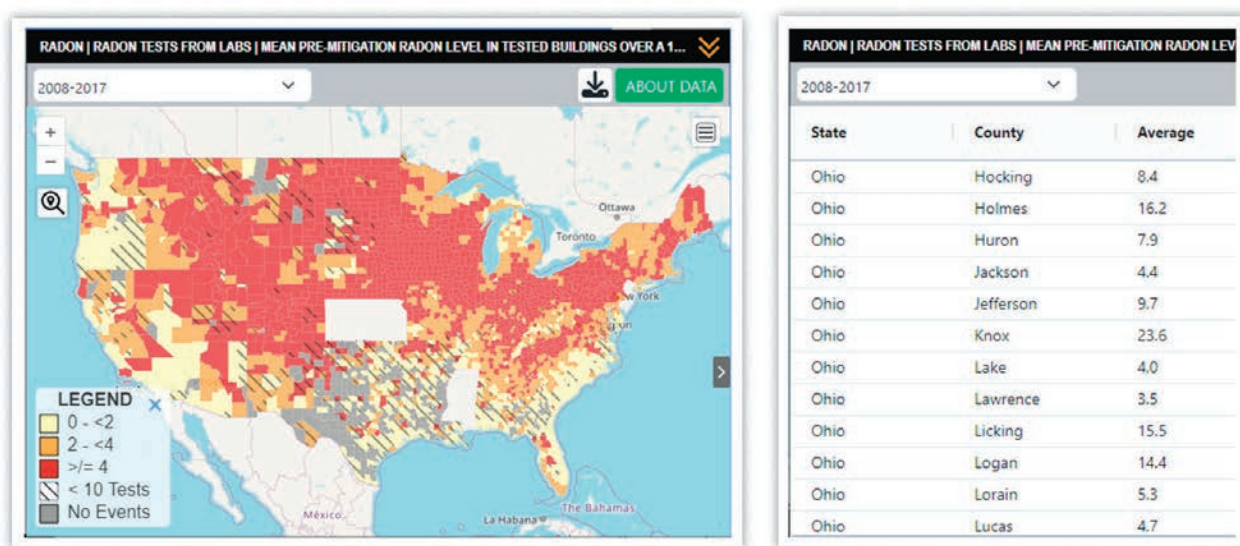 RADON | RADON TESTS FROM LABS | MEAN PRE-MITIGATION RADON LEVEL IN TESTED BUILDINGS OVER A 1...
2008-2017
ABOUT DATA
+
−
Ottawa
Toronto
w York
LEGEND
0 - <2
2 - <4
>/= 4
< 10 Tests
No Events
México
La Habana
The Bahamas
RADON | RADON TESTS FROM LABS | MEAN PRE-MITIGATION RADON LEV
2008-2017
State County Average
Ohio Hocking 8.4
Ohio Holmes 16.2
Ohio Huron 7.9
Ohio Jackson 4.4
Ohio Jefferson 9.7
Ohio Knox 23.6
Ohio Lake 4.0
Ohio Lawrence 3.5
Ohio Licking 15.5
Ohio Logan 14.4
Ohio Lorain 5.3
Ohio Lucas 4.7